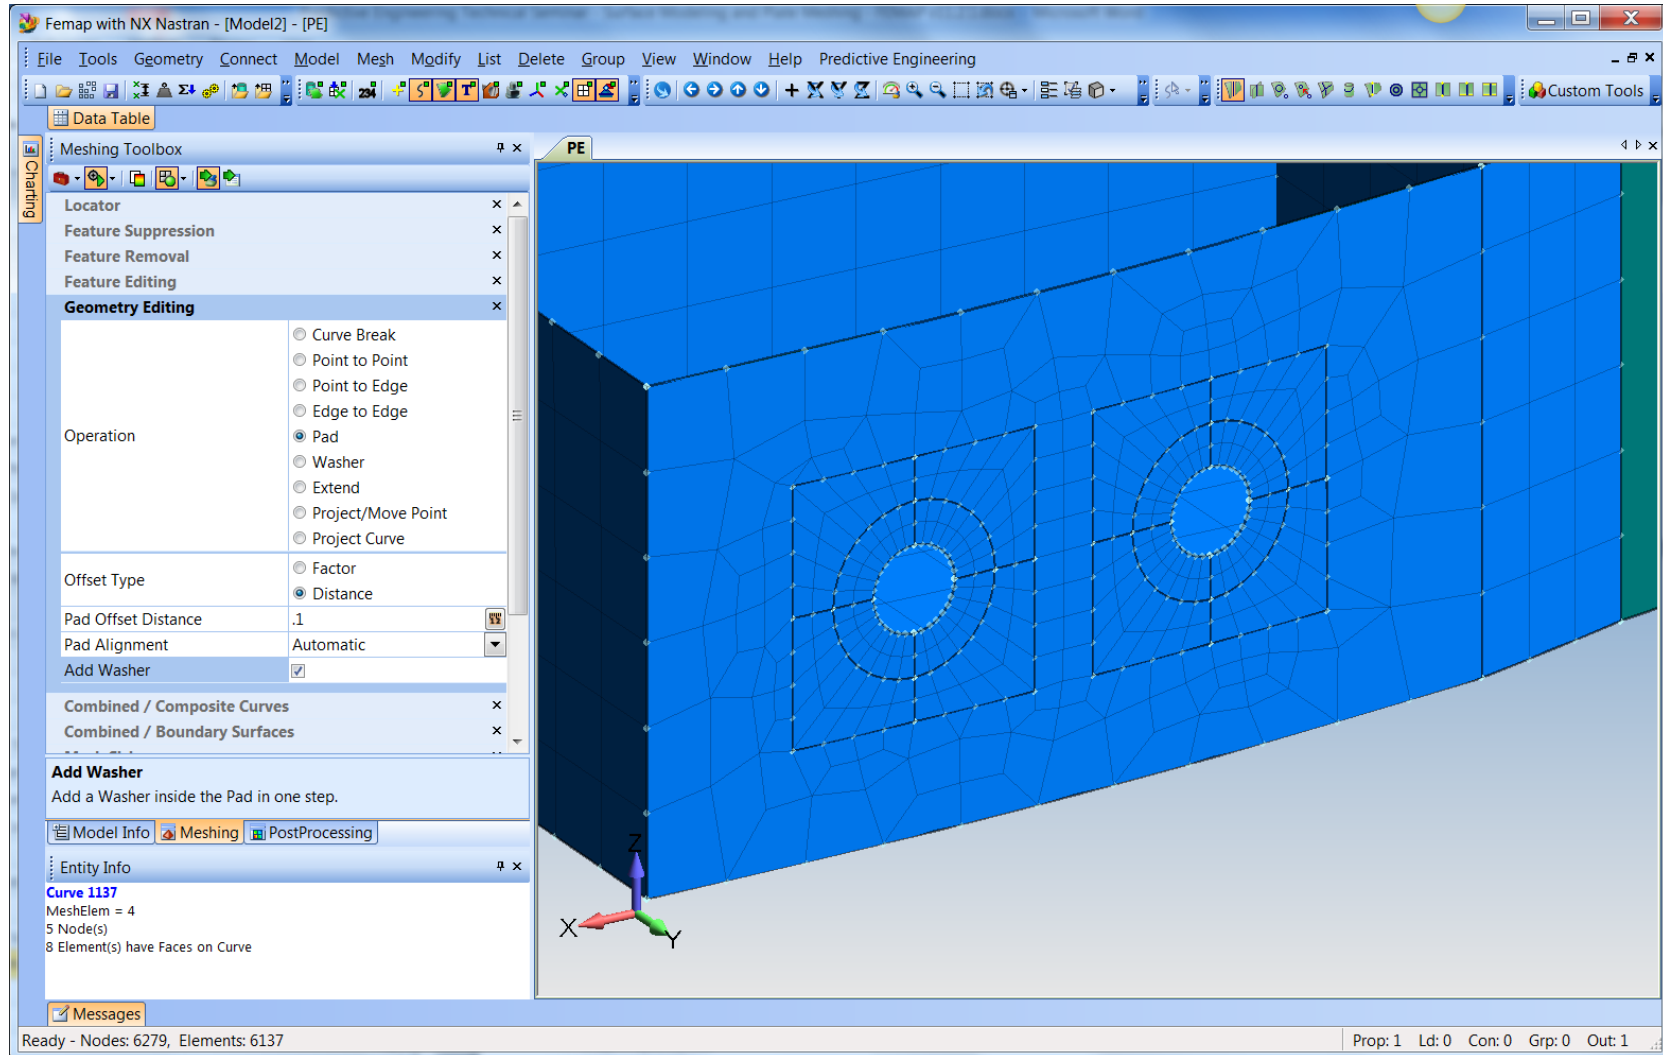 Femap with NX Nastran - [Model2] - [PE]
File Tools Geometry Connect Model Mesh Modify List Delete Group View Window Help Predictive Engineering
234
Custom Tools
Data Table
Charting
Meshing Toolbox
PE
Locator
Feature Suppression
Feature Removal
Feature Editing
Geometry Editing
Operation
Curve Break
Point to Point
Point to Edge
Edge to Edge
Pad
Washer
Extend
Project/Move Point
Project Curve
Offset Type
Factor
Distance
Pad Offset Distance .1
Pad Alignment Automatic
Add Washer
Combined / Composite Curves
Combined / Boundary Surfaces
Add Washer
Add a Washer inside the Pad in one step.
Model Info Meshing PostProcessing
Entity Info
Curve 1137
MeshElem = 4
5 Node(s)
8 Element(s) have Faces on Curve
Z
X
Y
Messages
Ready - Nodes: 6279, Elements: 6137
Prop: 1 Ld: 0 Con: 0 Grp: 0 Out: 1